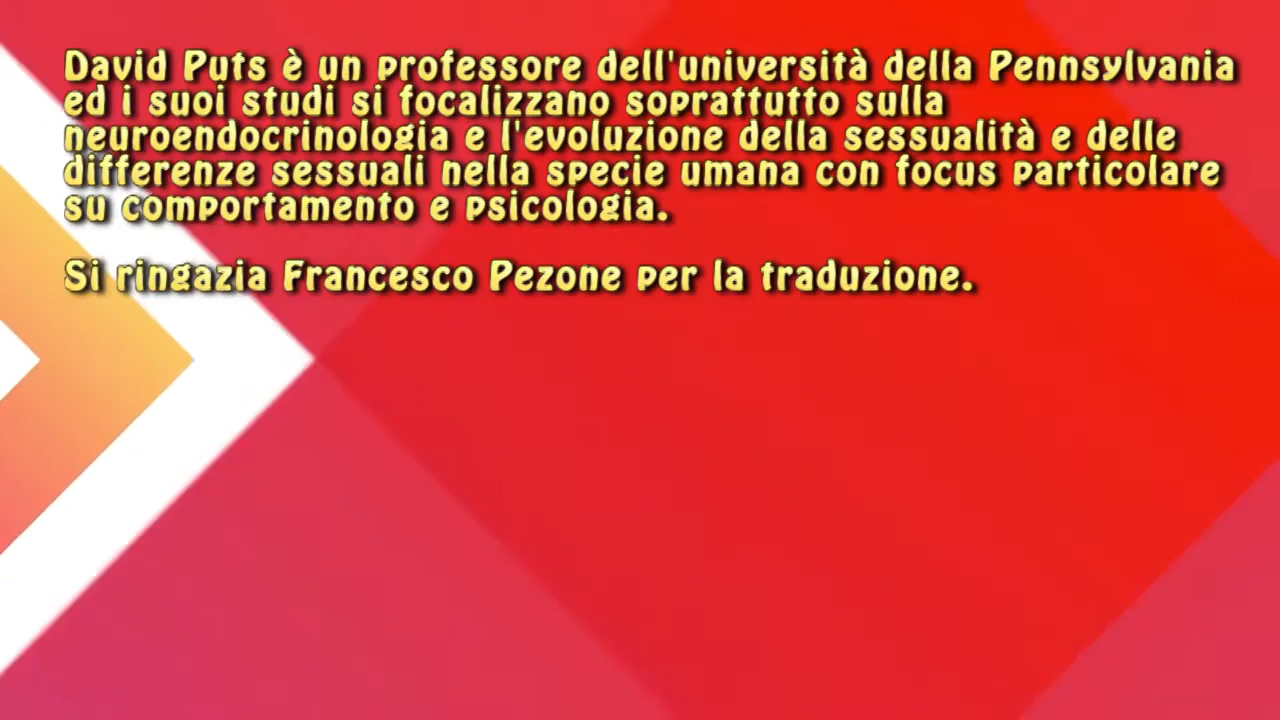 David Puts è un professore dell'università della Pennsylvania
ed i suoi studi si focalizzano soprattutto sulla
neuroendocrinologia e l'evoluzione della sessualità e delle
differenze sessuali nella specie umana con focus particolare
su comportamento e psicologia.
Si ringazia Francesco Pezone per la traduzione.